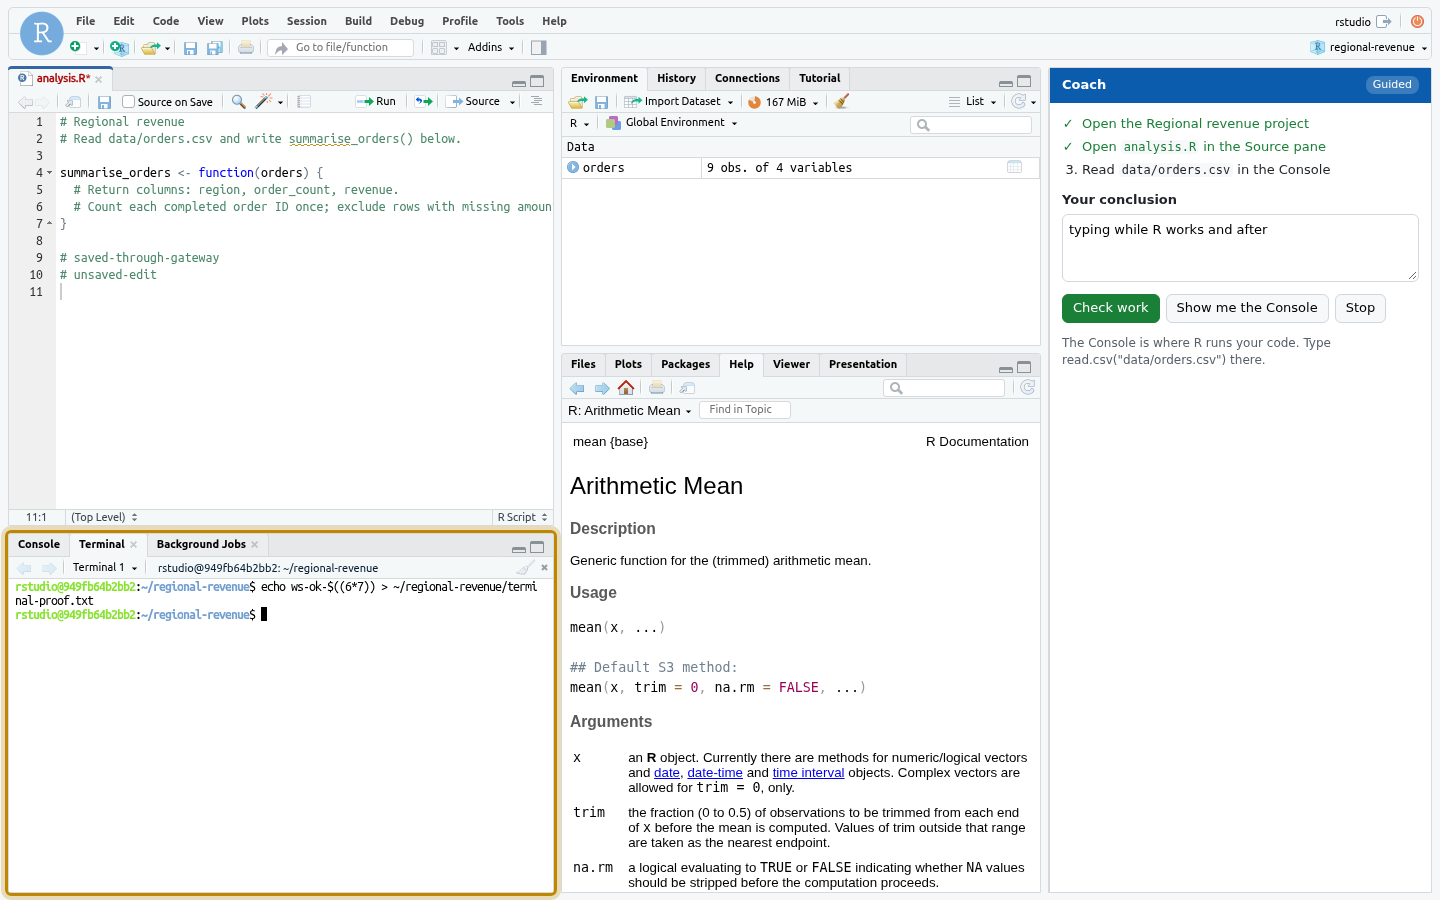 File Edit Code View Plots Session Build Debug Profile Tools Help
rstudio
Go to file/function
Addins
regional-revenue
analysis.R*
Source on Save
Run
Source
1 # Regional revenue
2 # Read data/orders.csv and write summarise_orders() below.
3
4 summarise_orders <- function(orders) {
5 # Return columns: region, order_count, revenue.
6 # Count each completed order ID once; exclude rows with missing amoun
7 }
8
9 # saved-through-gateway
10 # unsaved-edit
11
11:1 (Top Level) R Script
Console Terminal Background Jobs
Terminal 1 rstudio@949fb64b2bb2: ~/regional-revenue
rstudio@949fb64b2bb2:~/regional-revenue$ echo ws-ok-$((6*7)) > ~/regional-revenue/termi
nal-proof.txt
rstudio@949fb64b2bb2:~/regional-revenue$
Environment History Connections Tutorial
Import Dataset 167 MiB List
R Global Environment
Data
orders 9 obs. of 4 variables
Files Plots Packages Help Viewer Presentation
R: Arithmetic Mean Find in Topic
mean {base} R Documentation
Arithmetic Mean
Description
Generic function for the (trimmed) arithmetic mean.
Usage
mean(x, ...)
## Default S3 method:
mean(x, trim = 0, na.rm = FALSE, ...)
Arguments
x an R object. Currently there are methods for numeric/logical vectors
and date, date-time and time interval objects. Complex vectors are
allowed for trim = 0, only.
trim the fraction (0 to 0.5) of observations to be trimmed from each end
of x before the mean is computed. Values of trim outside that range
are taken as the nearest endpoint.
na.rm a logical evaluating to TRUE or FALSE indicating whether NA values
should be stripped before the computation proceeds.
Coach Guided
✓ Open the Regional revenue project
✓ Open analysis.R in the Source pane
3. Read data/orders.csv in the Console
Your conclusion
typing while R works and after
Check work Show me the Console Stop
The Console is where R runs your code. Type
read.csv("data/orders.csv") there.